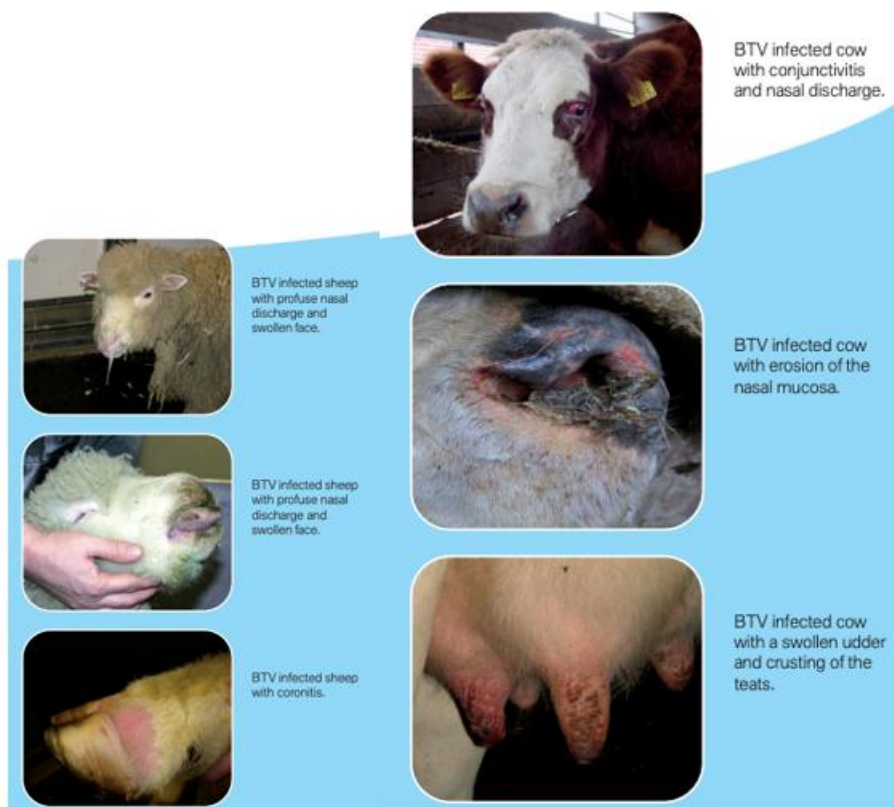 BTV infected cow
with conjunctivitis
and nasal discharge.
BTV infected sheep
with profuse nasal
discharge and
swollen face.
BTV infected cow
with erosion of the
nasal mucosa.
BTV infected sheep
with profuse nasal
discharge and
swollen face.
BTV infected cow
with a swollen udder
and crusting of the
teats.
BTV infected sheep
with coronitis.